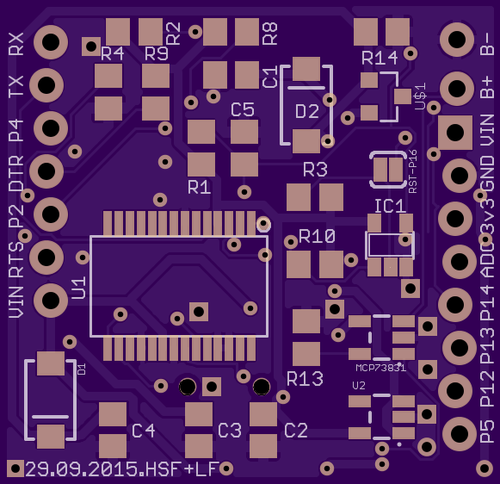 RX
TX
P4
DTR
P2
RTS
VIN
R4
R9
R2
R8
C1
D2
C5
R1
R3
R14
U$1
RST-P16
IC1
R10
U1
R13
MCP73831
U2
D1
C4
C3
C2
B-
B+
VIN
GND
3v3
ADC
P14
P13
P12
P5
29.09.2015.HSF+LF